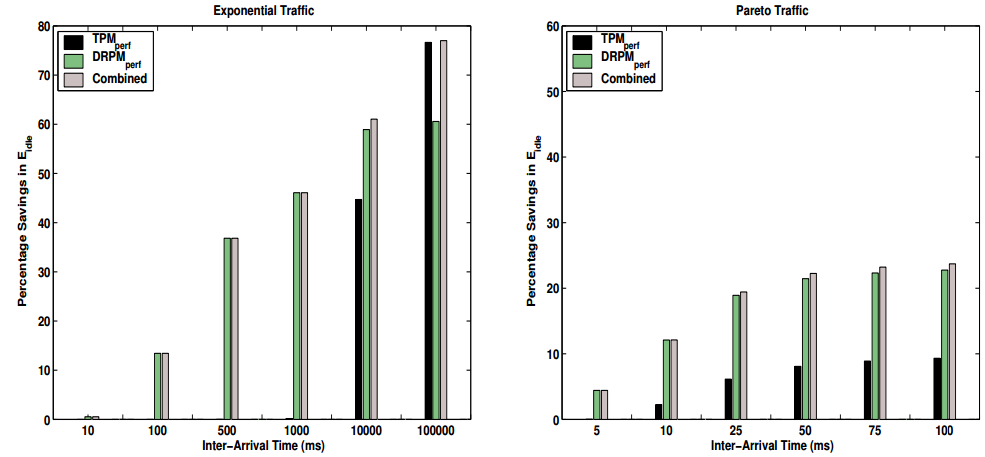 Exponential Traffic
TPMperf
DRPMperf
Combined
80
70
60
50
40
30
20
10
0
Percentage Savings in Eidle
10 100 500 1000 10000 100000
Inter-Arrival Time (ms)
Pareto Traffic
TPMperf
DRPMperf
Combined
60
50
40
30
20
10
0
Percentage Savings in Eidle
5 10 25 50 75 100
Inter-Arrival Time (ms)